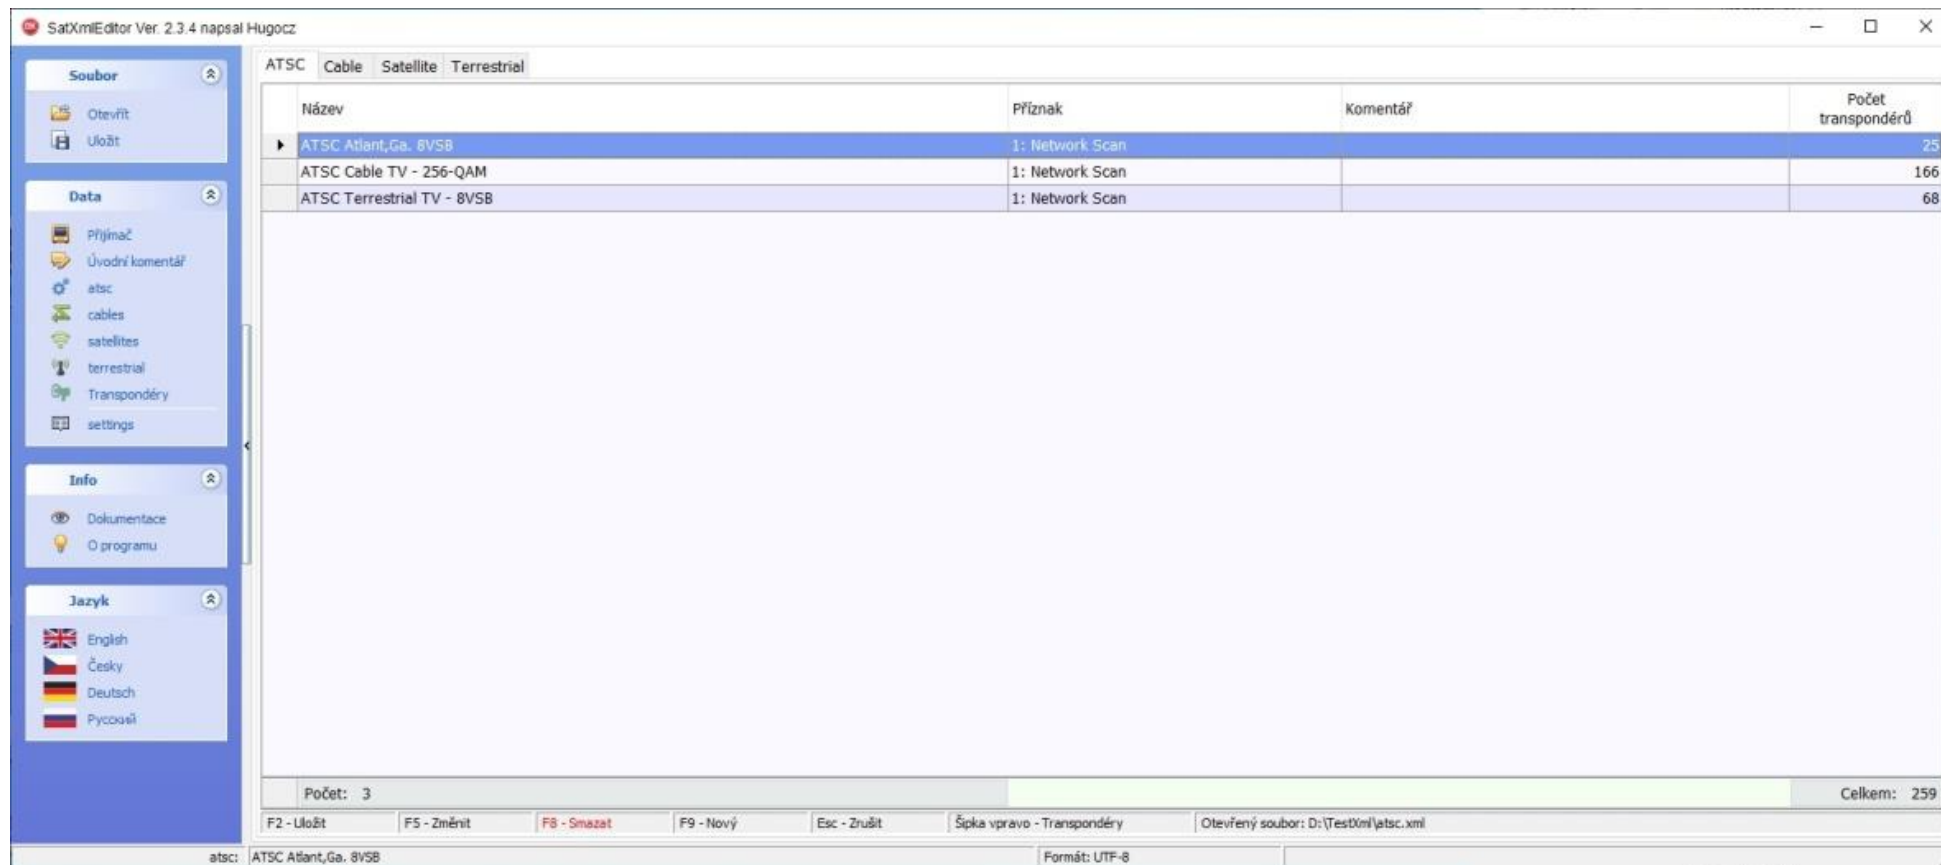 SatXmlEditor Ver. 2.3.4 napsal Hugocz
Soubor
Otevřít
Uložit
Data
Přijímač
Úvodní komentář
atsc
cables
satellites
terrestrial
Transpondéry
settings
Info
Dokumentace
O programu
Jazyk
English
Česky
Deutsch
Русский
ATSC Cable Satellite Terrestrial
Název Příznak Komentář Počet transpondérů
ATSC Atlant,Ga. 8VSB 1: Network Scan 25
ATSC Cable TV - 256-QAM 1: Network Scan 166
ATSC Terrestrial TV - 8VSB 1: Network Scan 68
Počet: 3 Celkem: 259
F2 - Uložit F5 - Změnit F8 - Smazat F9 - Nový Esc - Zrušit Šipka vpravo - Transpondéry Otevřený soubor: D:\TestXml\atsc.xml
atsc: ATSC Atlant,Ga. 8VSB Formát: UTF-8